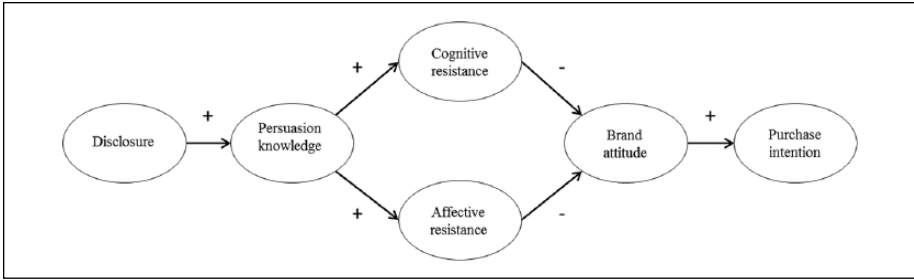 Cognitive
resistance
+
-
Disclosure
+
Persuasion
knowledge
Brand
attitude
+
Purchase
intention
+
Affective
resistance
-